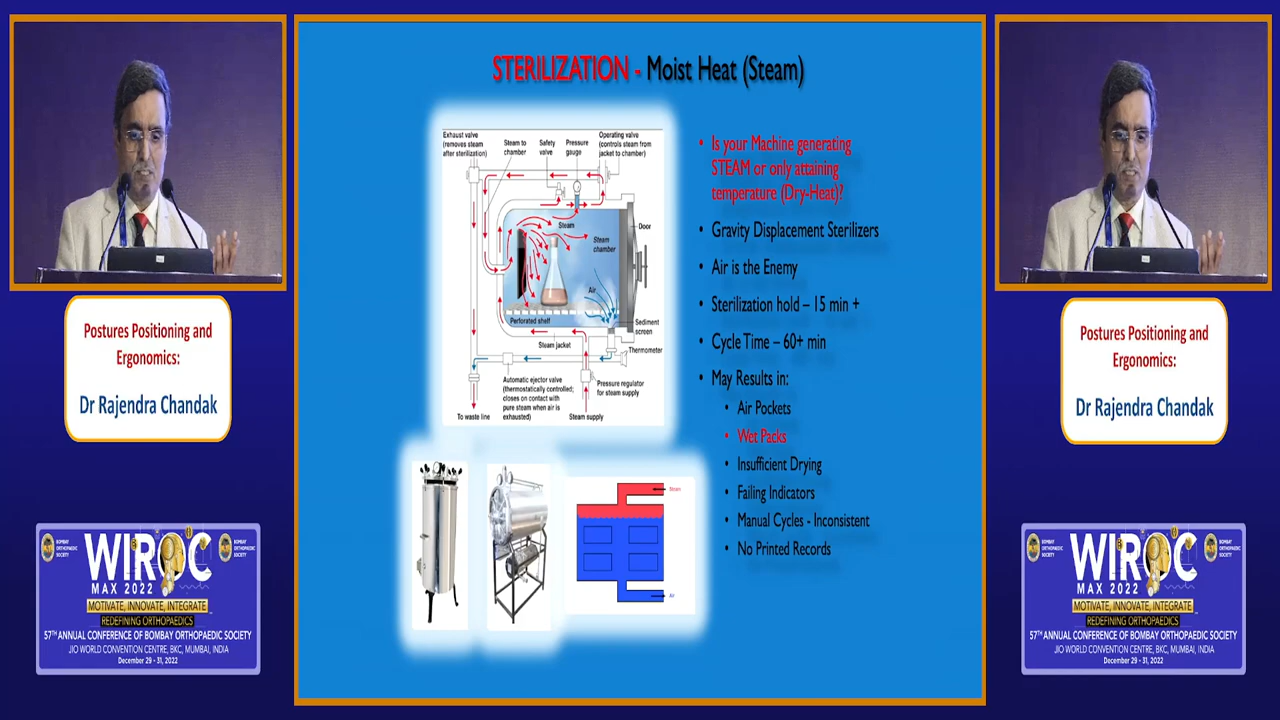 STERILIZATION - Moist Heat (Steam)
Exhaust valve
(removes steam
after sterilization)
Steam to
chamber
Safety
valve
Pressure
gauge
Operating valve
(controls steam from
jacket to chamber)
Steam
Steam
chamber
Door
Air
Perforated shelf
Sediment
screen
Steam jacket
Thermometer
Automatic ejector valve
(thermostatically controlled;
closes on contact with
pure steam when air is
exhausted)
Pressure regulator
for steam supply
To waste line
Steam supply
Steam
Air
• Is your Machine generating
STEAM or only attaining
temperature (Dry-Heat)?
• Gravity Displacement Sterilizers
• Air is the Enemy
• Sterilization hold – 15 min +
• Cycle Time – 60+ min
• May Results in:
• Air Pockets
• Wet Packs
• Insufficient Drying
• Failing Indicators
• Manual Cycles - Inconsistent
• No Printed Records
Postures Positioning and
Ergonomics:
Dr Rajendra Chandak
Postures Positioning and
Ergonomics:
Dr Rajendra Chandak
BOMBAY
ORTHOPAEDIC
SOCIETY
WIROC
MAX 2022
MOTIVATE, INNOVATE, INTEGRATE
REDEFINING ORTHOPAEDICS
57TH ANNUAL CONFERENCE OF BOMBAY ORTHOPAEDIC SOCIETY
JIO WORLD CONVENTION CENTRE, BKC, MUMBAI, INDIA
December 29 - 31, 2022
BOMBAY
ORTHOPAEDIC
SOCIETY
WIROC
MAX 2022
MOTIVATE, INNOVATE, INTEGRATE
REDEFINING ORTHOPAEDICS
57TH ANNUAL CONFERENCE OF BOMBAY ORTHOPAEDIC SOCIETY
JIO WORLD CONVENTION CENTRE, BKC, MUMBAI, INDIA
December 29 - 31, 2022